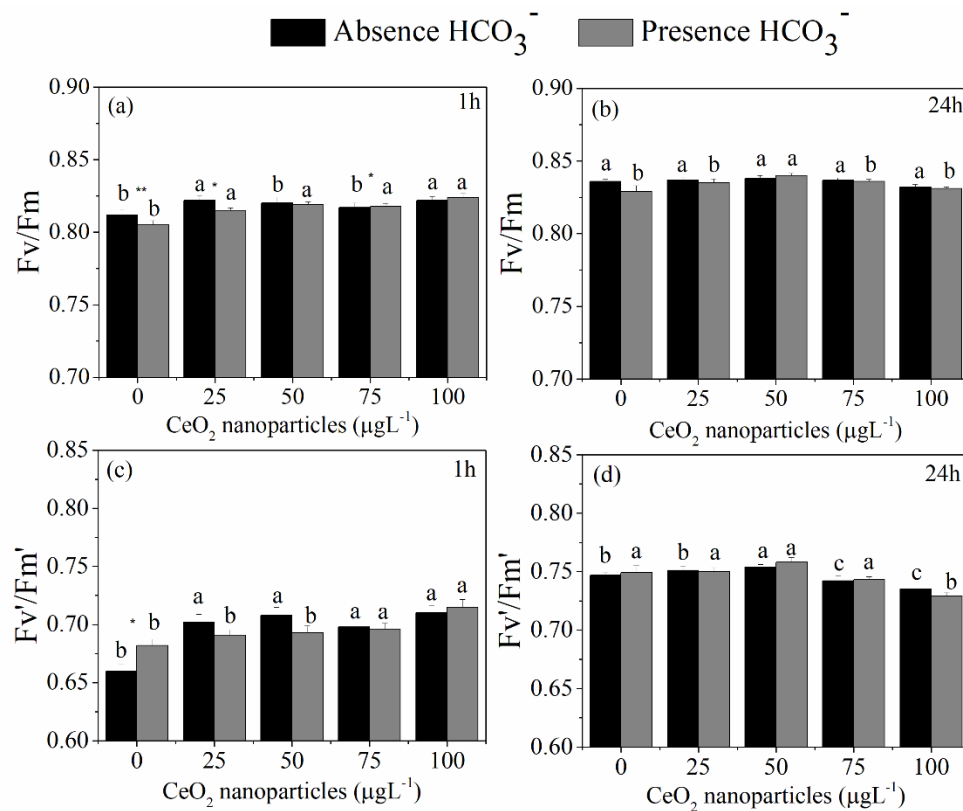 Absence HCO3- Presence HCO3-
(a) 1h
0.90
0.85
0.80
0.75
0.70
Fv/Fm
b ** b a * a b a b * a a a
0 25 50 75 100
CeO2 nanoparticles (μgL-1)
(b) 24h
0.90
0.85
0.80
0.75
0.70
Fv/Fm
a b a b a a a b a b
0 25 50 75 100
CeO2 nanoparticles (μgL-1)
(c) 1h
0.85
0.80
0.75
0.70
0.65
0.60
Fv'/Fm'
b * b a b a b a a a a
0 25 50 75 100
CeO2 nanoparticles (μgL-1)
(d) 24h
0.85
0.80
0.75
0.70
0.65
0.60
Fv'/Fm'
b a b a a a c a c b
0 25 50 75 100
CeO2 nanoparticles (μgL-1)